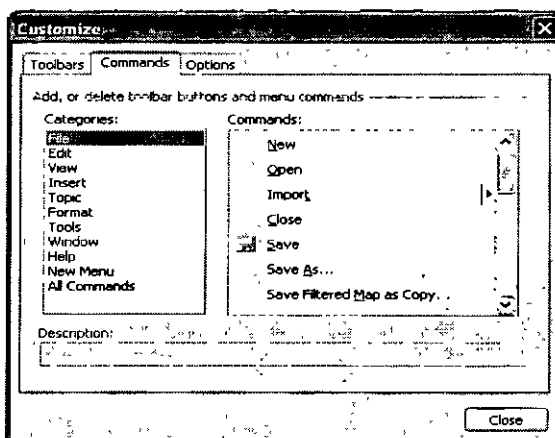 Customize
Toolbars Commands Options
Add, or delete toolbar buttons and menu commands
Categories:
File
Edit
View
Insert
Topic
Format
Tools
Window
Help
New Menu
All Commands
Commands:
New
Open
Import
Close
Save
Save As...
Save Filtered Map as Copy...
Description:
Close